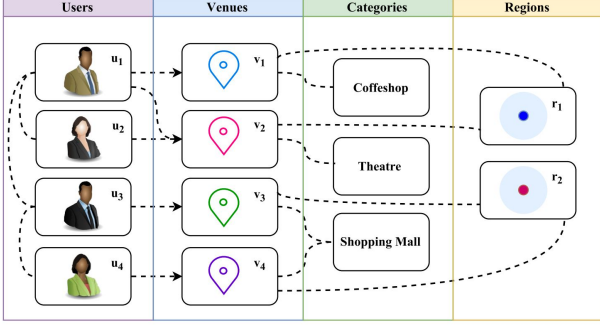 Users Venues Categories Regions
u1 v1
Coffeshop
r1
u2 v2
Theatre
r2
u3 v3
Shopping Mall
u4 v4